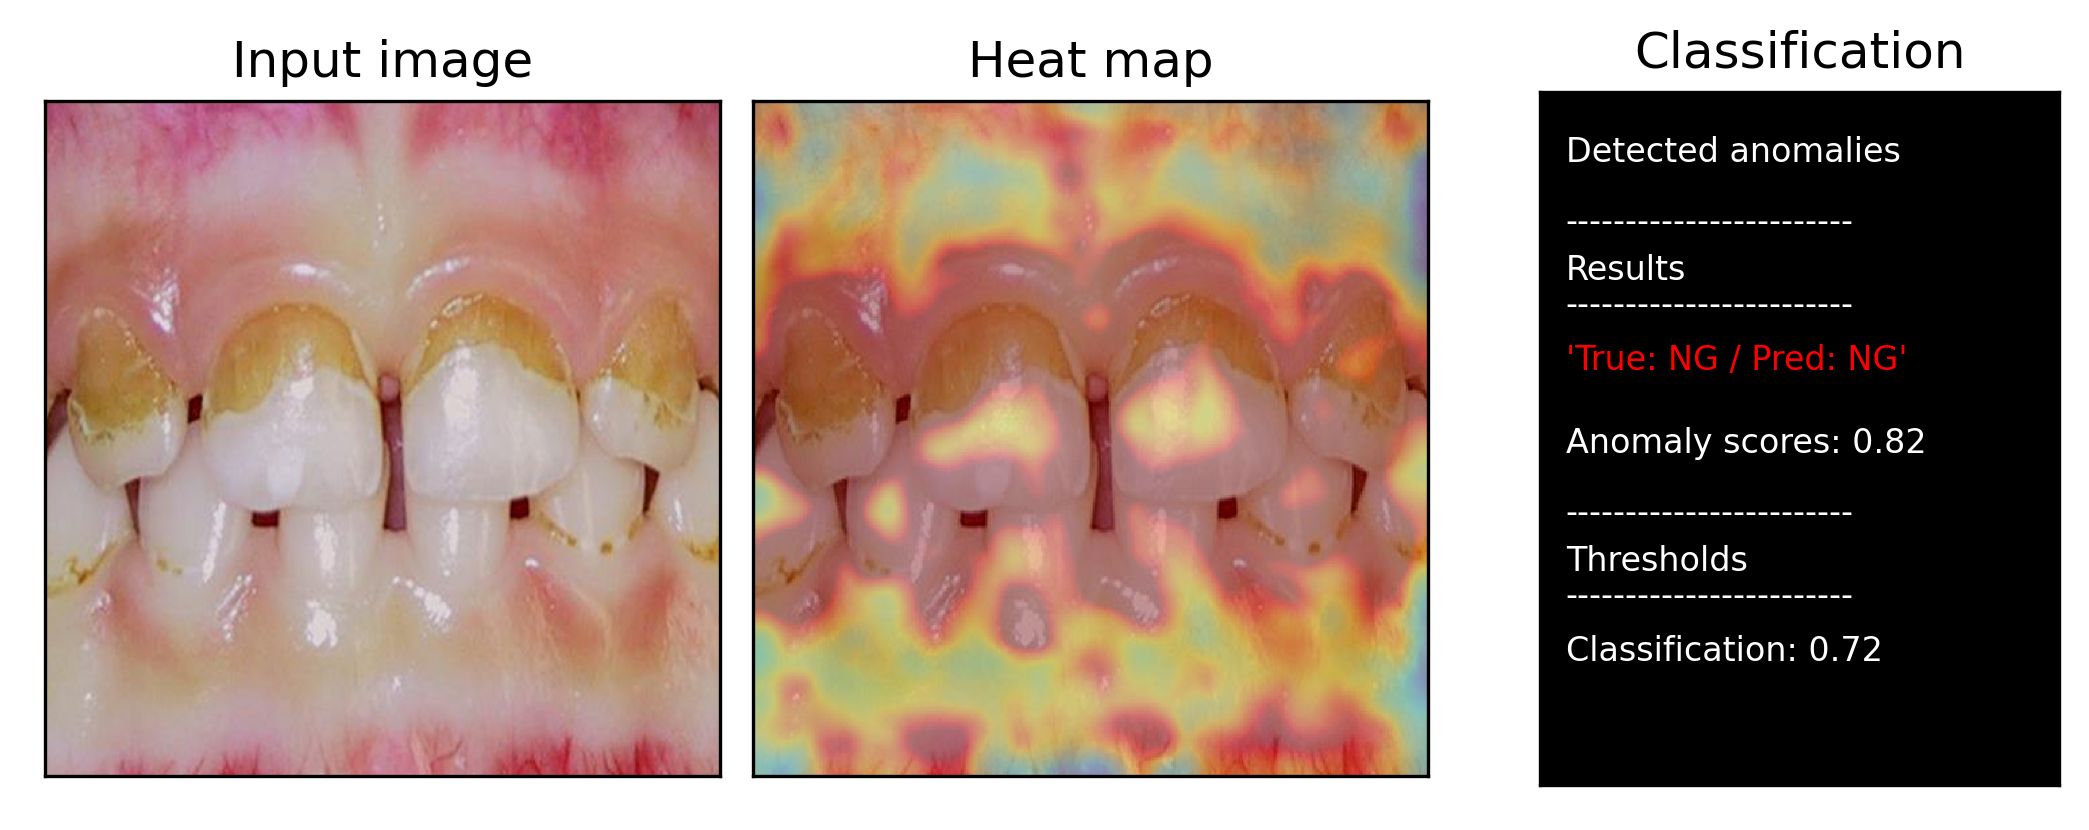 Input image
Heat map
Classification
Detected anomalies
------------------------
Results
------------------------
'True: NG / Pred: NG'
Anomaly scores: 0.82
------------------------
Thresholds
------------------------
Classification: 0.72